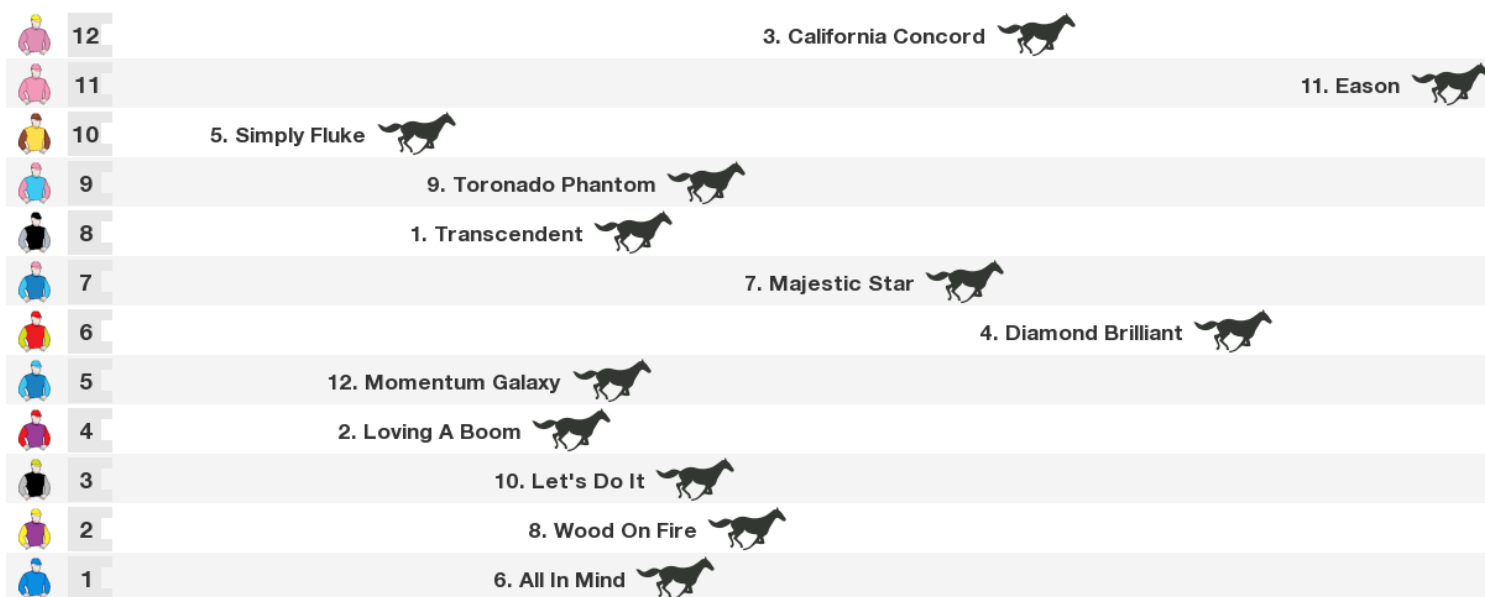 12 3. California Concord
11 11. Eason
10 5. Simply Fluke
9 9. Toronado Phantom
8 1. Transcendent
7 7. Majestic Star
6 4. Diamond Brilliant
5 12. Momentum Galaxy
4 2. Loving A Boom
3 10. Let's Do It
2 8. Wood On Fire
1 6. All In Mind